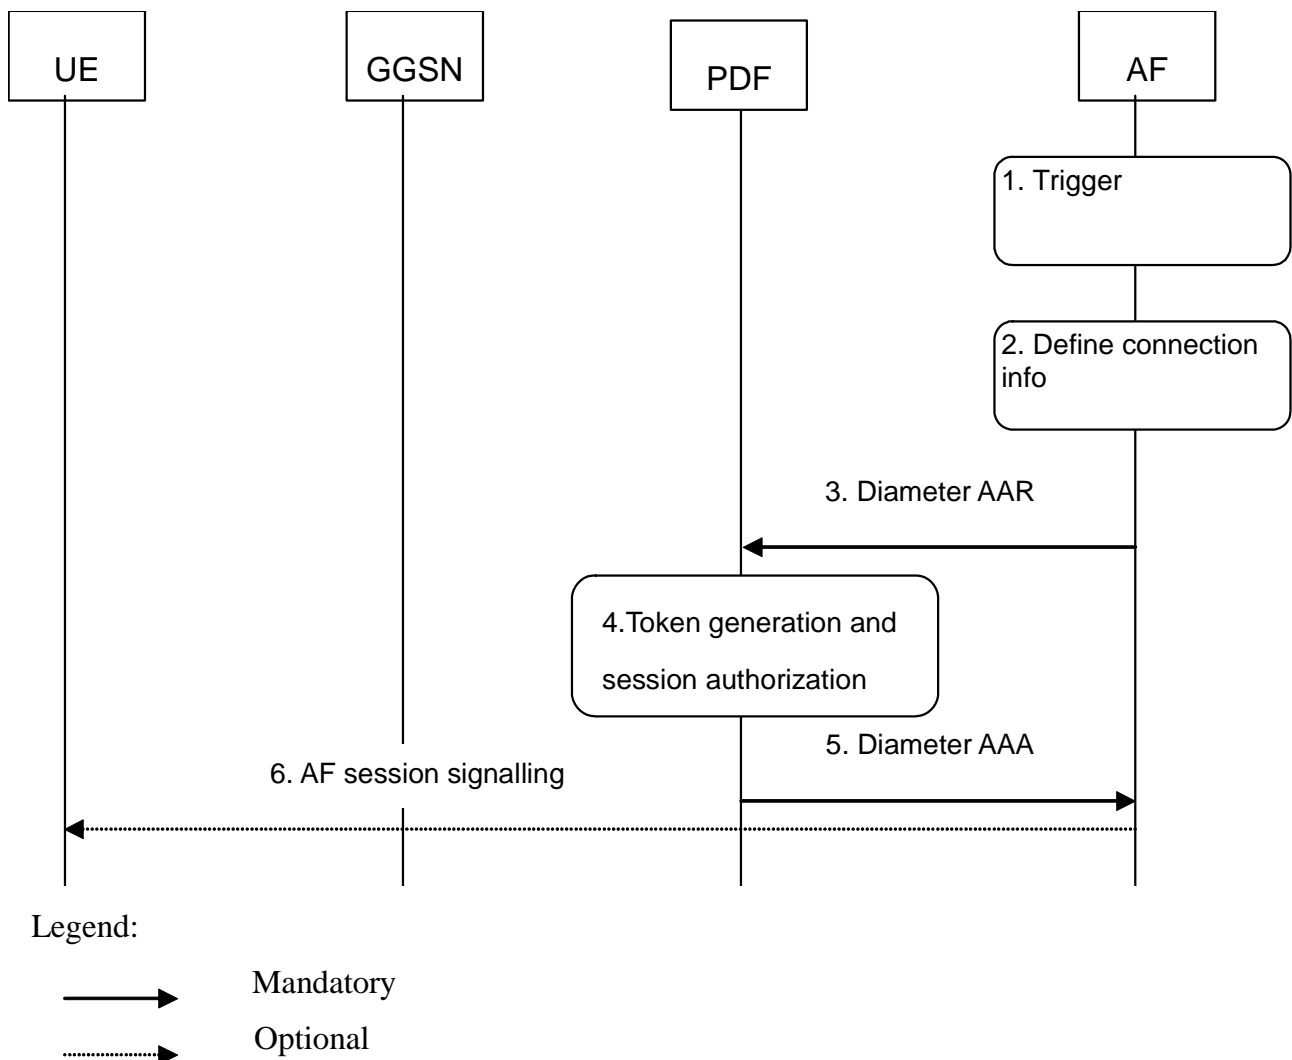 UE
GGSN
PDF
AF
1. Trigger
2. Define connection
info
3. Diameter AAR
4.Token generation and
session authorization
5. Diameter AAA
6. AF session signalling
Legend:
Mandatory
Optional